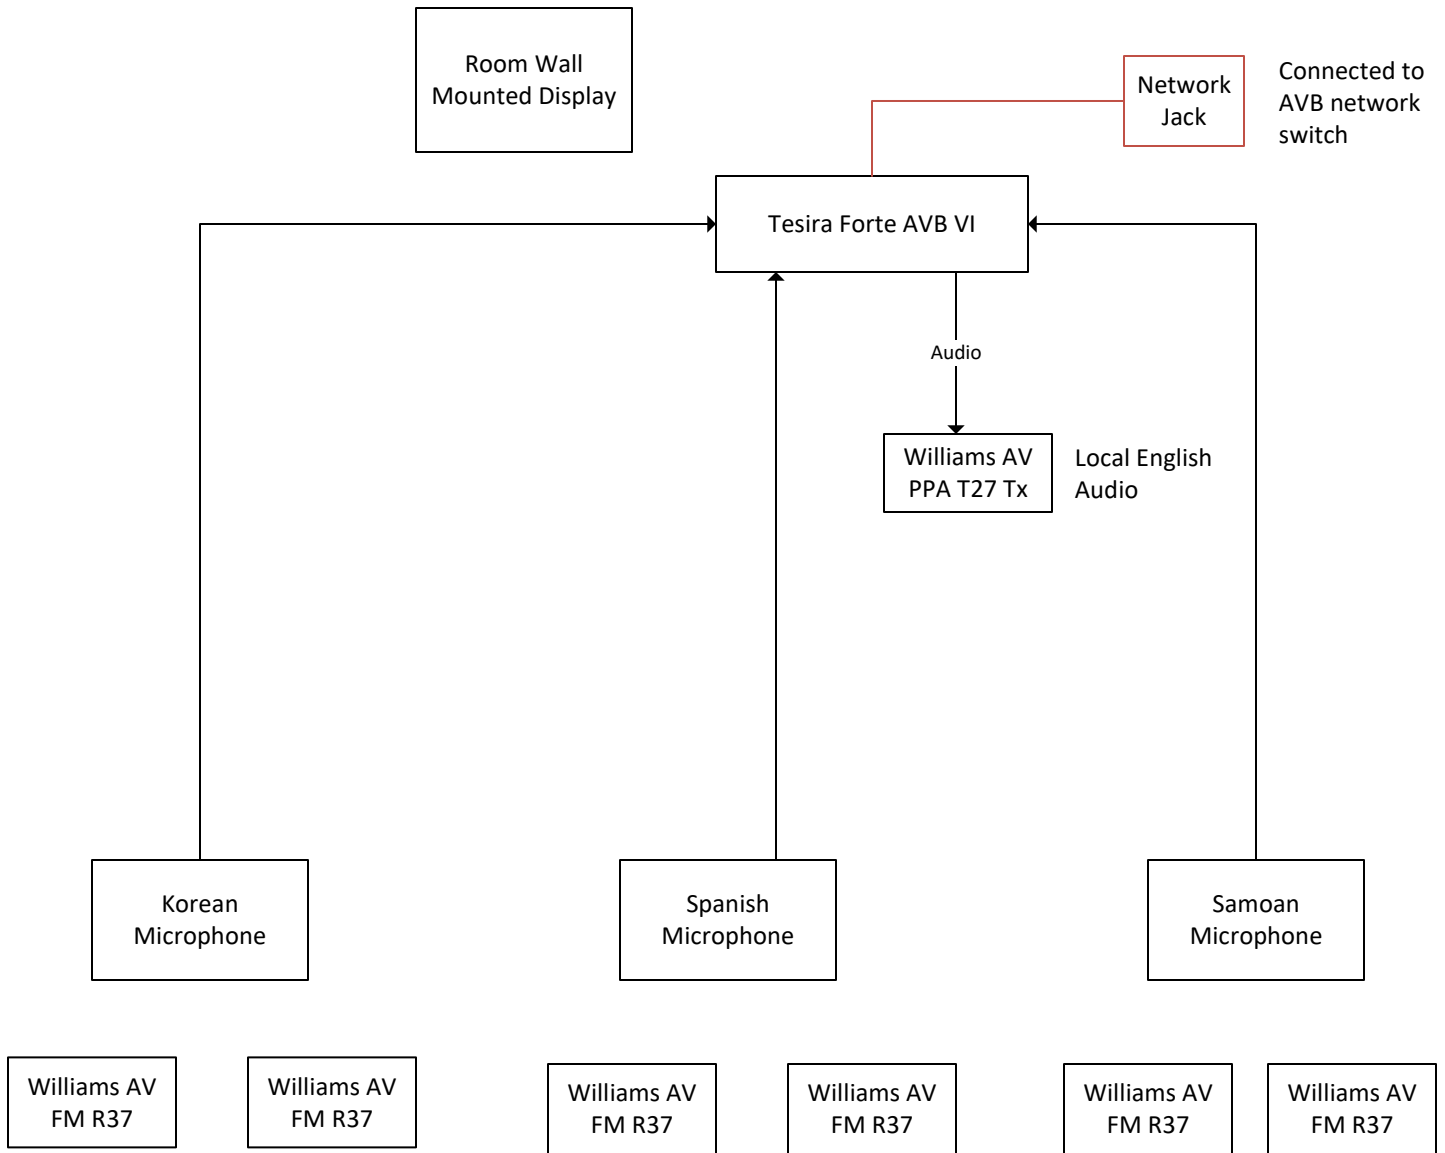 Room Wall
Mounted Display
Network
Jack
Connected to
AVB network
switch
Tesira Forte AVB VI
Audio
Williams AV
PPA T27 Tx
Local English
Audio
Korean
Microphone
Spanish
Microphone
Samoan
Microphone
Williams AV
FM R37
Williams AV
FM R37
Williams AV
FM R37
Williams AV
FM R37
Williams AV
FM R37
Williams AV
FM R37